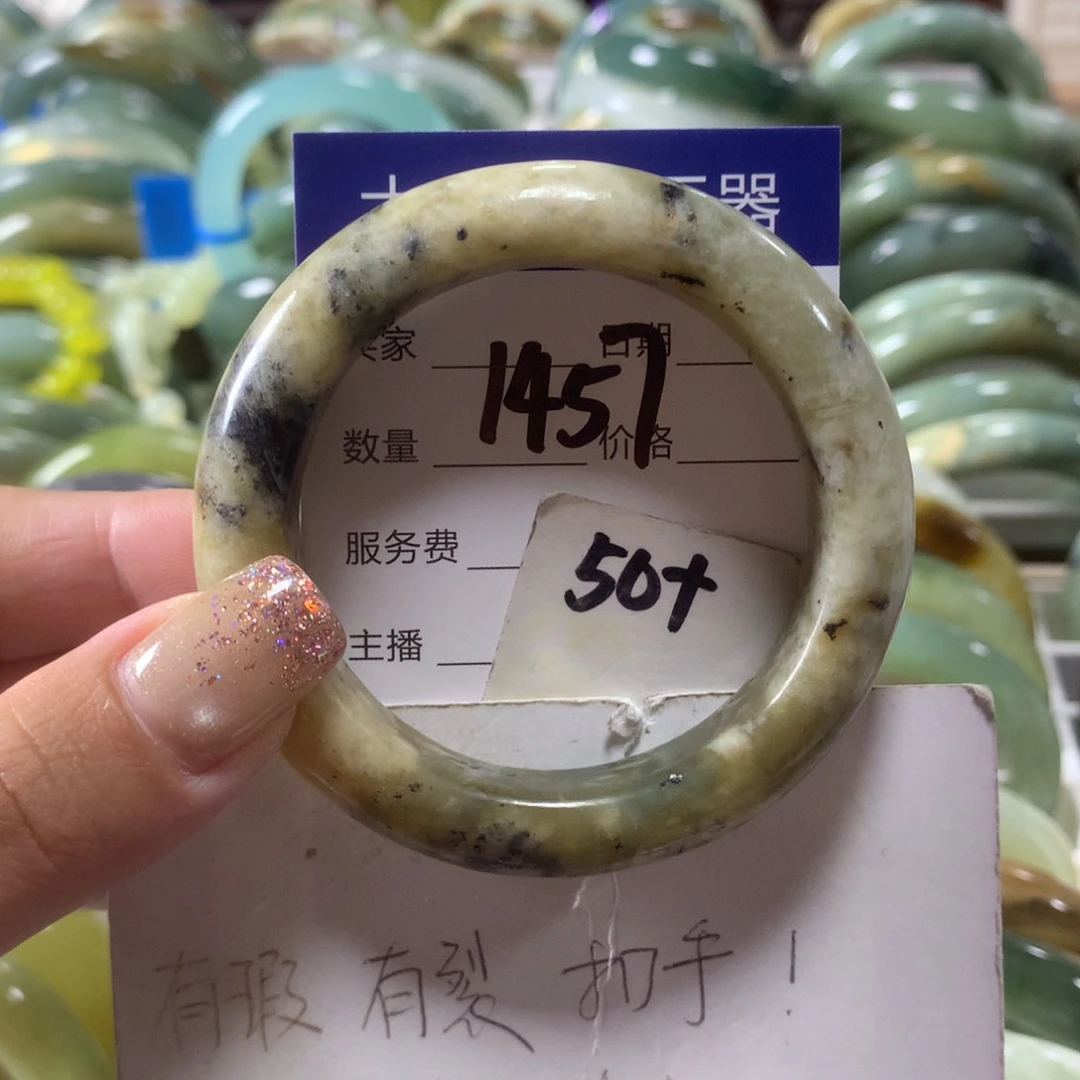 器
家 日期
1457
数量 价格
服务费
50+
主播
有瑕 有裂 扣手！